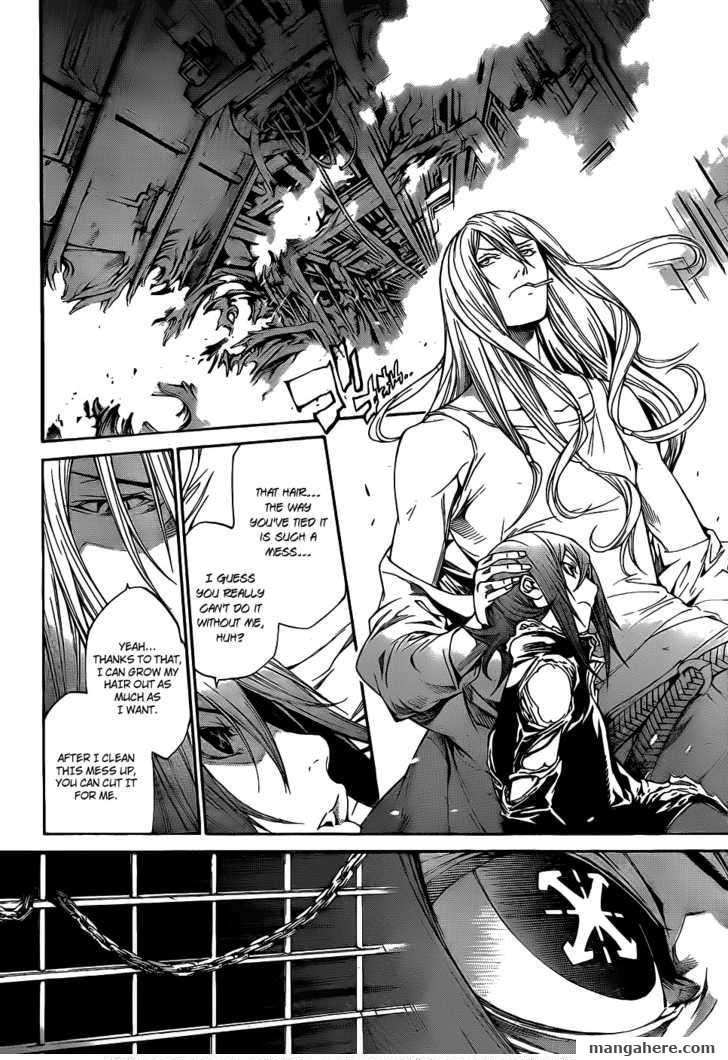 THAT HAIR...
THE WAY
YOU'VE TIED IT
IS SUCH A
MESS...
I GUESS
YOU REALLY
CAN'T DO IT
WITHOUT ME,
HUH?
YEAH...
THANKS TO THAT,
I CAN GROW MY
HAIR OUT AS
MUCH AS
I WANT.
AFTER I CLEAN
THIS MESS UP,
YOU CAN CUT IT
FOR ME.
mangahere.com